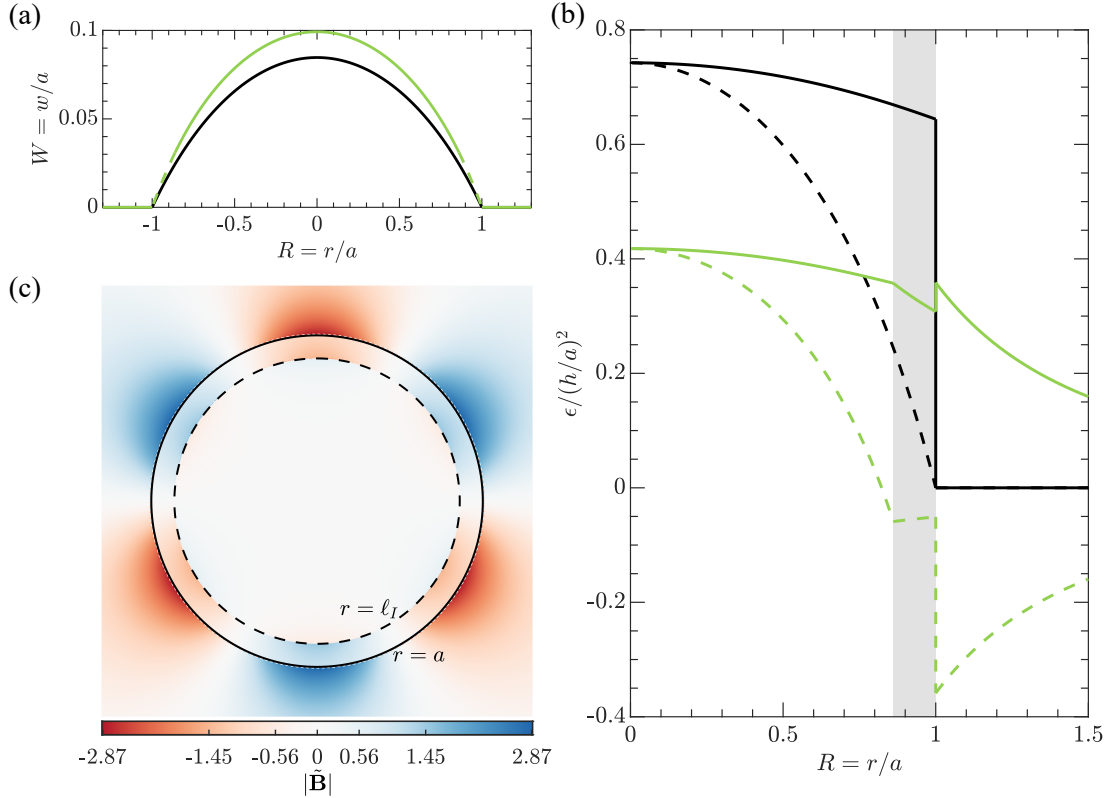 (a)
0.1
0.05
0
W = w/a
-1
-0.5
0
0.5
1
R = r/a
(b)
0.8
0.6
0.4
0.2
0
-0.2
-0.4
ϵ/(h/a)²
0
0.5
1
1.5
R = r/a
(c)
r = ℓ_I
r = a
-2.87
-1.45
-0.56
0
0.56
1.45
2.87
|B̃|